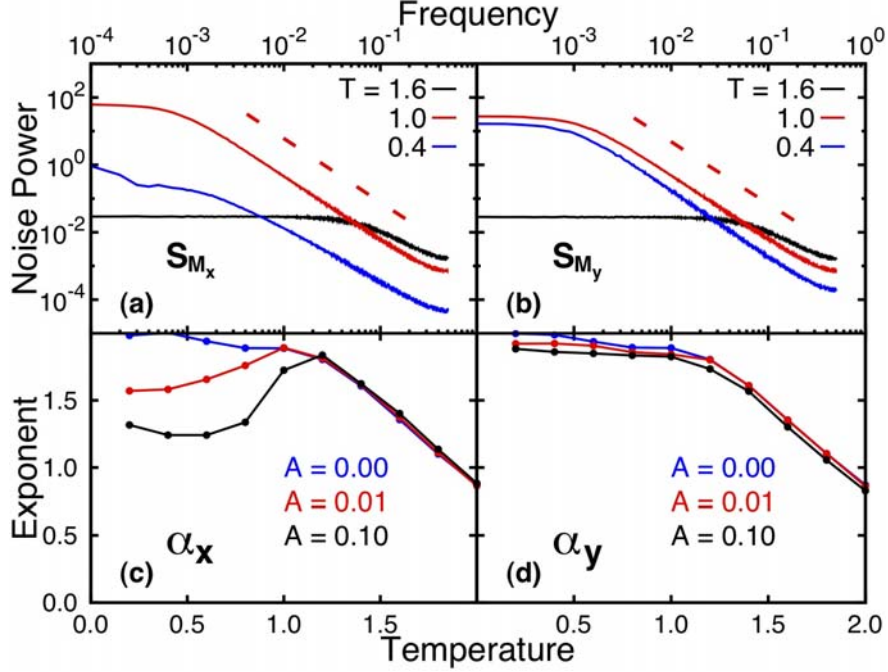 Frequency
10^-4 10^-3 10^-2 10^-1 10^-3 10^-2 10^-1 10^0
Noise Power
10^2
10^0
10^-2
10^-4
T = 1.6
1.0
0.4
S_Mx
(a)
T = 1.6
1.0
0.4
S_My
(b)
Exponent
1.5
1.0
0.5
0.0
A = 0.00
A = 0.01
A = 0.10
(c) αx
A = 0.00
A = 0.01
A = 0.10
(d) αy
0.0 0.5 1.0 1.5 0.5 1.0 1.5 2.0
Temperature